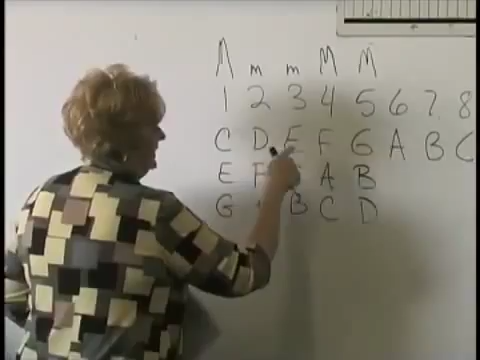 M m m M M
1 2 3 4 5 6 7. 8
C D E F G A B C
E F A B
G B C D